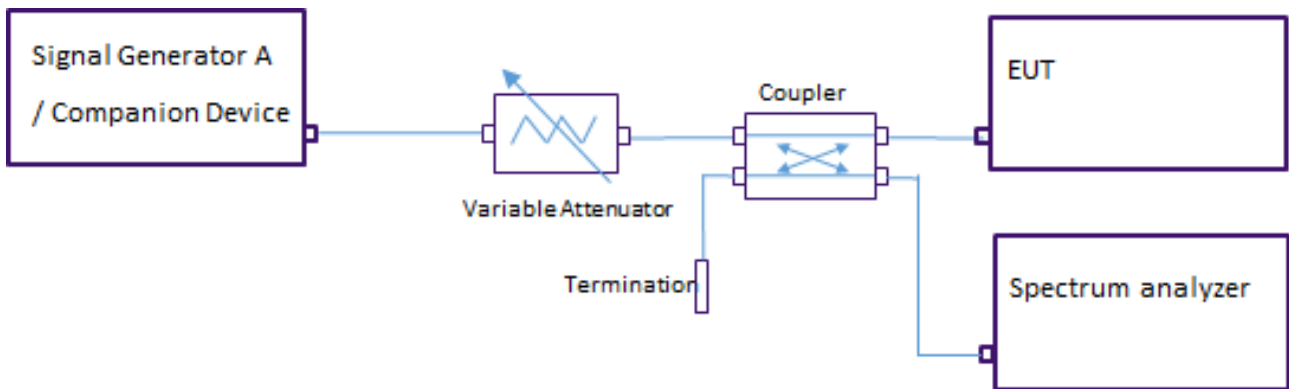 Signal Generator A
/ Companion Device
Variable Attenuator
Coupler
Termination
EUT
Spectrum analyzer